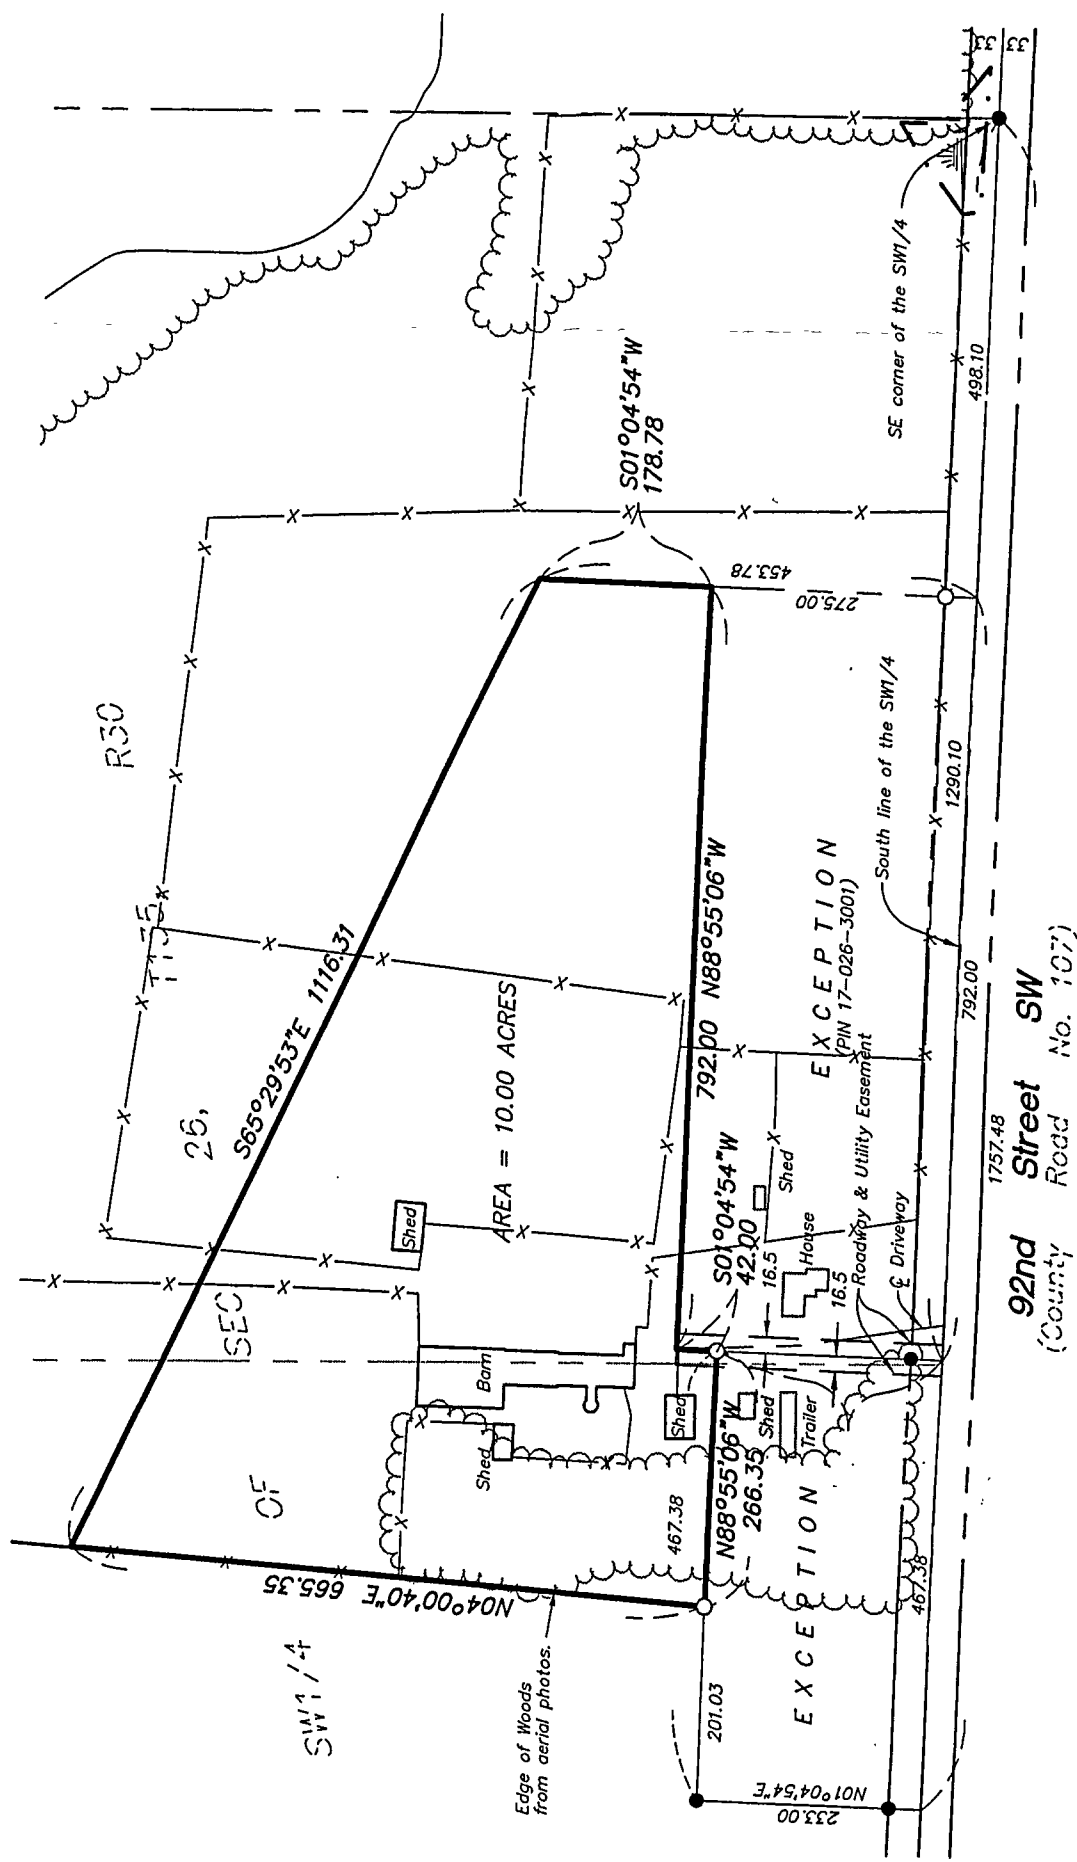 33
33
SE corner of the SW1/4
498.10
S01°04'54"W
178.78
453.78
275.00
R30
South line of the SW1/4
1290.10
S65°29'53"E 1116.31
792.00 N88°55'06"W
EXCEPTION
(PIN 17-026-3001)
25,
AREA = 10.00 ACRES
792.00
1757.48
92nd Street SW
(County Road No. 107)
Shed
S01°04'54"W
42.00
16.5
Shed
House
16.5
Roadway & Utility Easement
℄ Driveway
SEC
Barn
Shed
Shed
Shed
Trailer
OF
N88°55'06"W
266.35
467.38
467.38
N04°00'40"E 665.35
EXCEPTION
SW1/4
Edge of Woods
from aerial photos.
201.03
N01°04'54"E
233.00